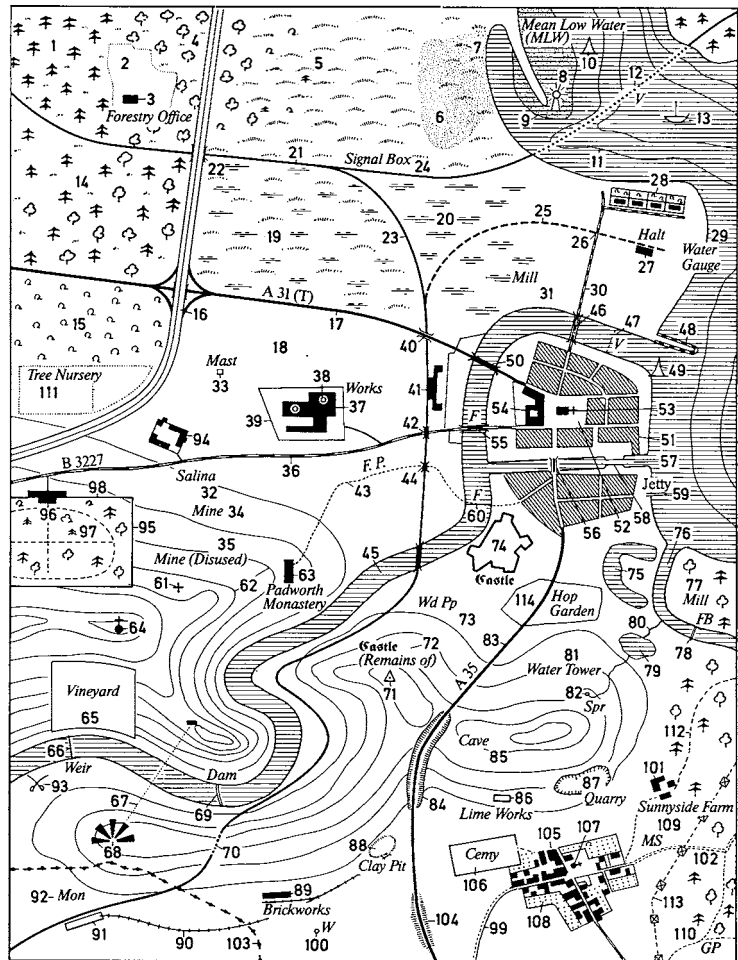 Mean Low Water
(MLW)
1
2
3
4
5
6
7
8
9
10
12
V
13
Forestry Office
11
21
Signal Box
24
22
14
28
20
25
23
19
26
Halt
27
29
Water
Gauge
Mill
31
30
46
A 31 (T)
17
47
V
48
16
15
18
40
50
49
Mast
33
38
Works
37
41
54
53
Tree Nursery
111
39
F
42
94
55
51
B 3227
36
57
Salina
32
F. P.
43
44
F
60
Jetty
59
98
Mine 34
58
96
97
95
35
45
56
52
74
76
Mine (Disused)
Castle
75
77
61
62
63
Padworth
Monastery
Mill
114
Hop
Garden
64
Wd Pp
73
80
FB
78
83
Castle
(Remains of)
72
81
79
71
A 35
Water Tower
Vineyard
82
Spr
65
112
66
Cave
85
Weir
Dam
87
101
93
67
69
84
86
Quarry
Sunnyside Farm
Lime Works
109
68
70
88
105
107
MS
Cemy
102
Clay Pit
106
92
Mon
89
113
Brickworks
108
W
104
99
110
91
90
103
100
GP